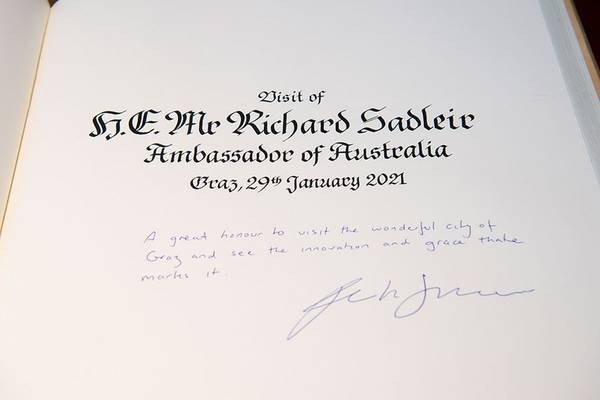 Visit of
H.E. Mr Richard Sadleir
Ambassador of Australia
Graz, 29th January 2021
A great honour to visit the wonderful city of
Graz and see the innovation and grace
marks it.